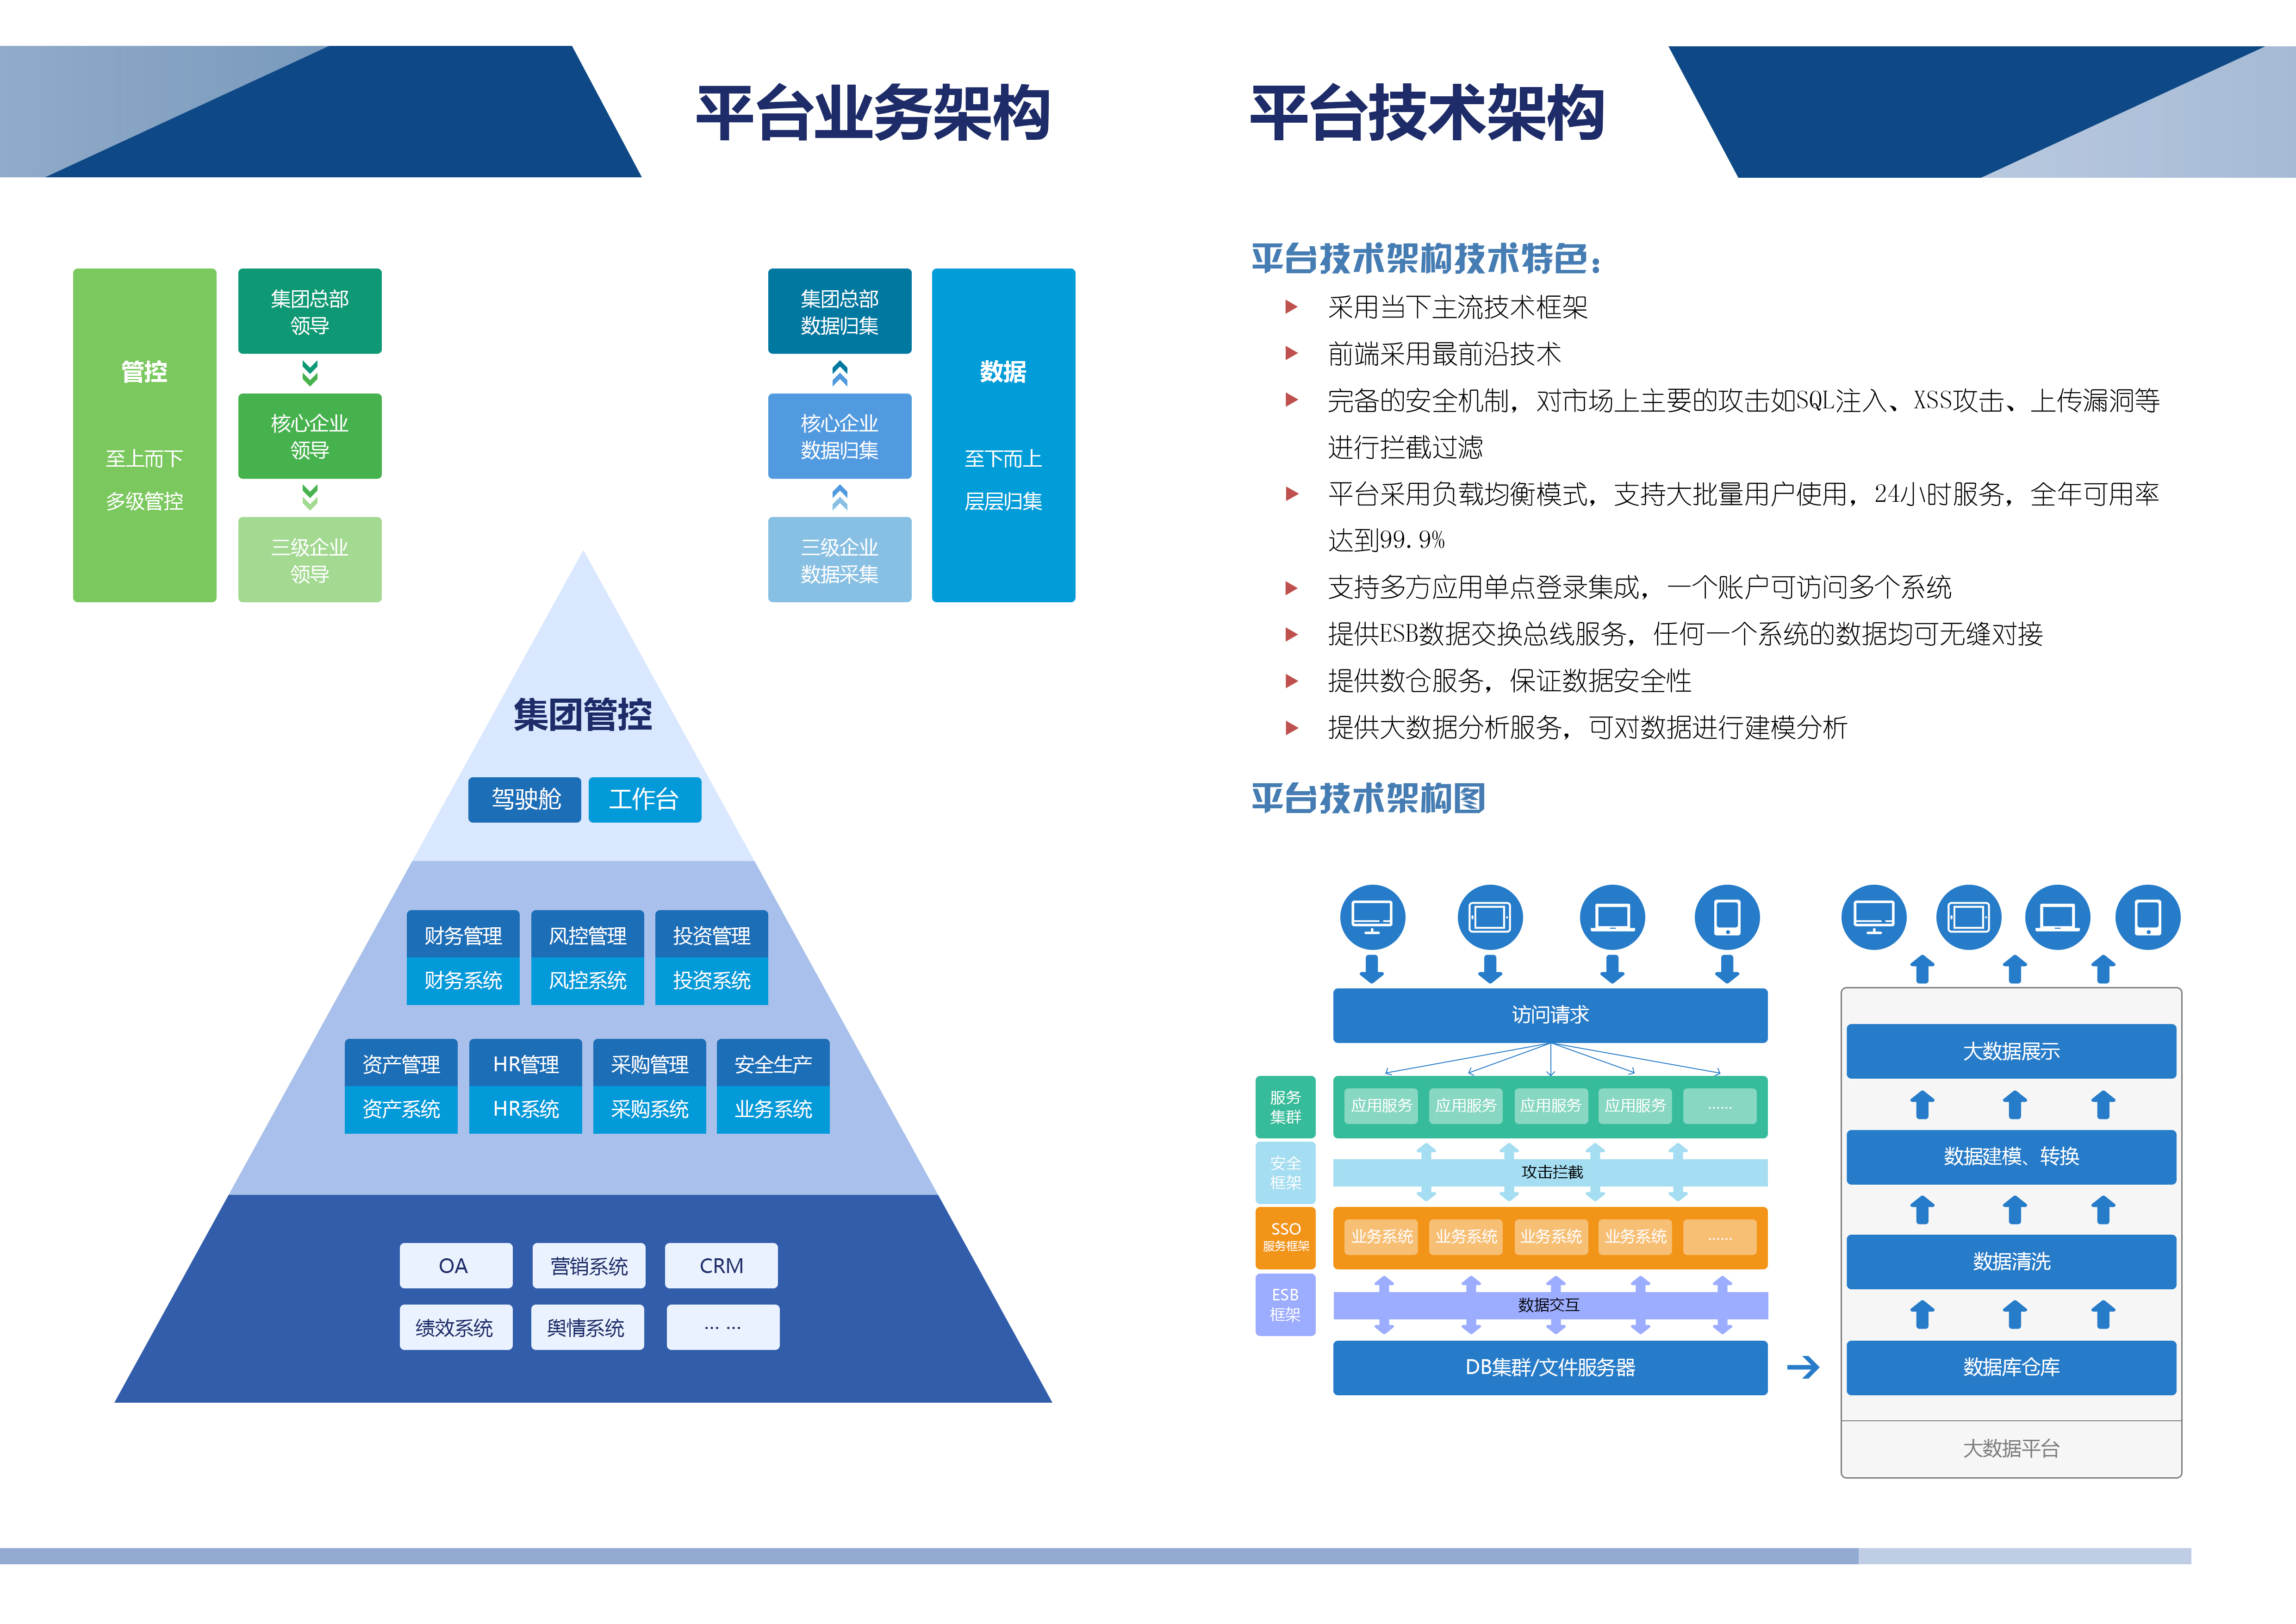 平台业务架构
管控
至上而下
多级管控
集团总部
领导
核心企业
领导
三级企业
领导
集团总部
数据归集
核心企业
数据归集
三级企业
数据采集
数据
至下而上
层层归集
集团管控
驾驶舱
工作台
财务管理
风控管理
投资管理
财务系统
风控系统
投资系统
资产管理
HR管理
采购管理
安全生产
资产系统
HR系统
采购系统
业务系统
OA
营销系统
CRM
绩效系统
舆情系统
... ...
平台技术架构
平台技术架构技术特色：
采用当下主流技术框架
前端采用最前沿技术
完备的安全机制，对市场上主要的攻击如SQL注入、XSS攻击、上传漏洞等
进行拦截过滤
平台采用负载均衡模式，支持大批量用户使用，24小时服务，全年可用率
达到99.9%
支持多方应用单点登录集成，一个账户可访问多个系统
提供ESB数据交换总线服务，任何一个系统的数据均可无缝对接
提供数仓服务，保证数据安全性
提供大数据分析服务，可对数据进行建模分析
平台技术架构图
访问请求
服务
集群
应用服务
应用服务
应用服务
应用服务
......
安全
框架
攻击拦截
SSO
服务框架
业务系统
业务系统
业务系统
业务系统
......
ESB
框架
数据交互
DB集群/文件服务器
大数据展示
数据建模、转换
数据清洗
数据库仓库
大数据平台